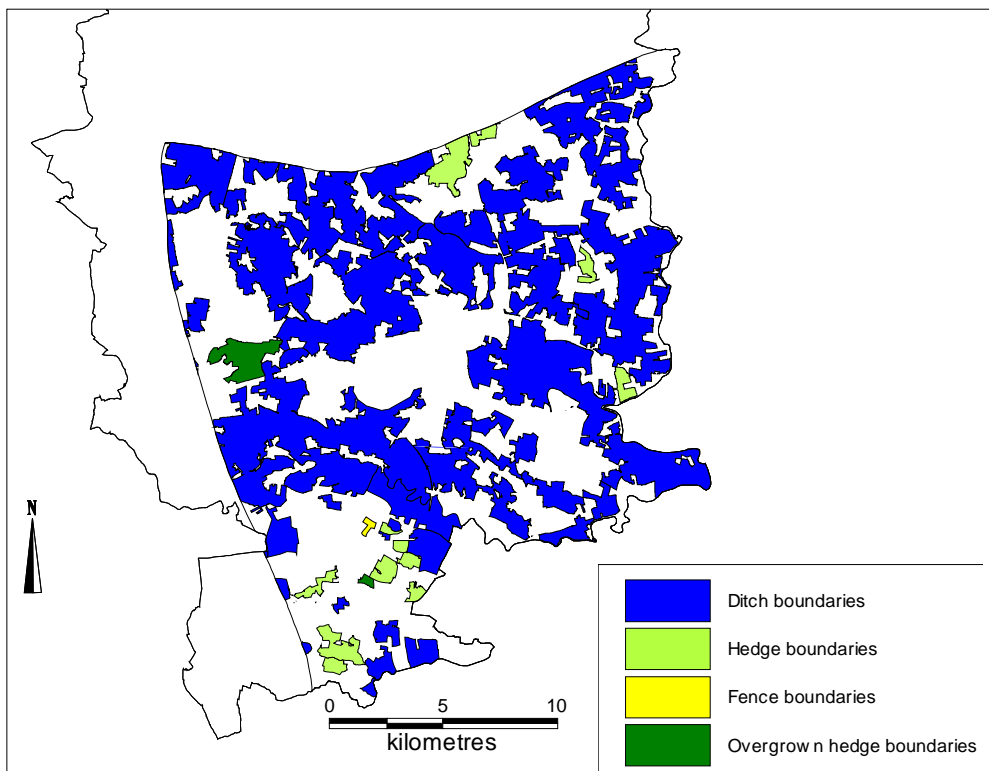 N
0 5 10
kilometres
Ditch boundaries
Hedge boundaries
Fence boundaries
Overgrow n hedge boundaries